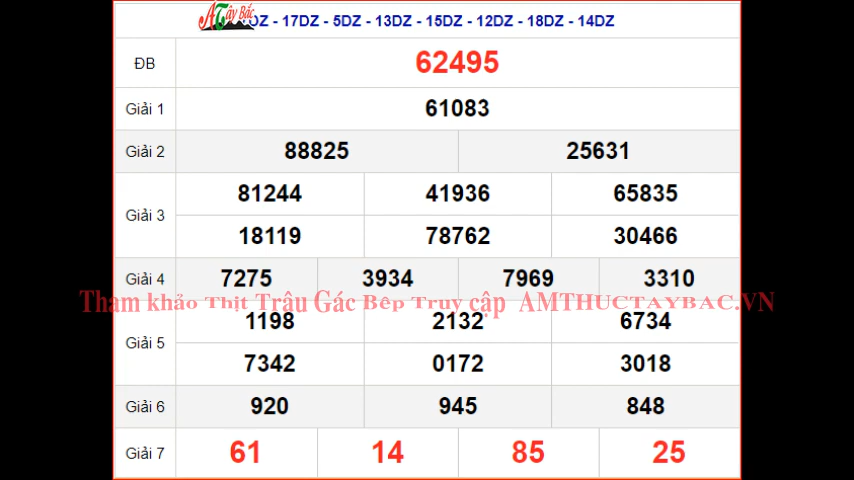 ATây Bắc
DZ - 17DZ - 5DZ - 13DZ - 15DZ - 12DZ - 18DZ - 14DZ
ĐB 62495
Giải 1 61083
Giải 2 88825 25631
81244 41936 65835
Giải 3
18119 78762 30466
Giải 4 7275 3934 7969 3310
Tham khảo Thịt Trâu Gác Bếp Truy cập AMTHUCTAYBAC.VN
1198 2132 6734
Giải 5
7342 0172 3018
Giải 6 920 945 848
Giải 7 61 14 85 25